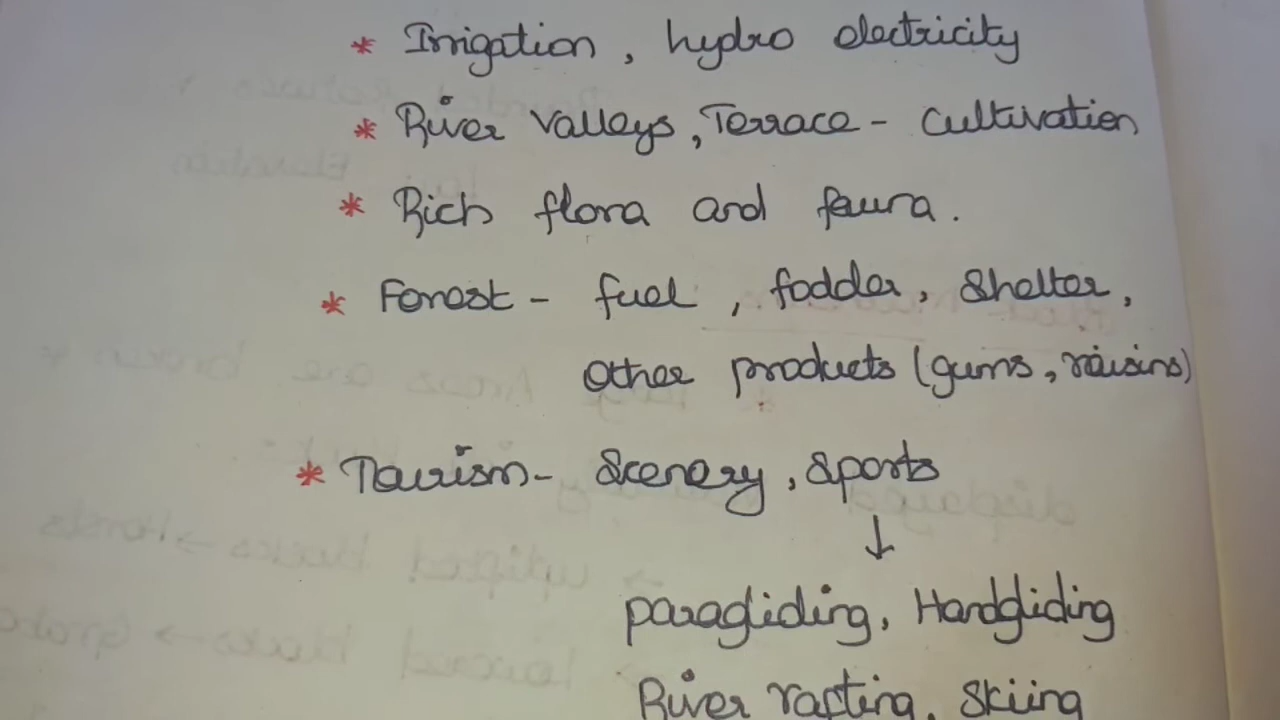 * Irrigation, hydro electricity
* River valleys, Terrace - cultivation
* Rich flora and fauna.
* Forest - fuel, fodder, Shelter,
Other products (gums, raisins)
* Tourism - Scenery, Sports
↓
paragliding, Handgliding
River rafting, Skiing